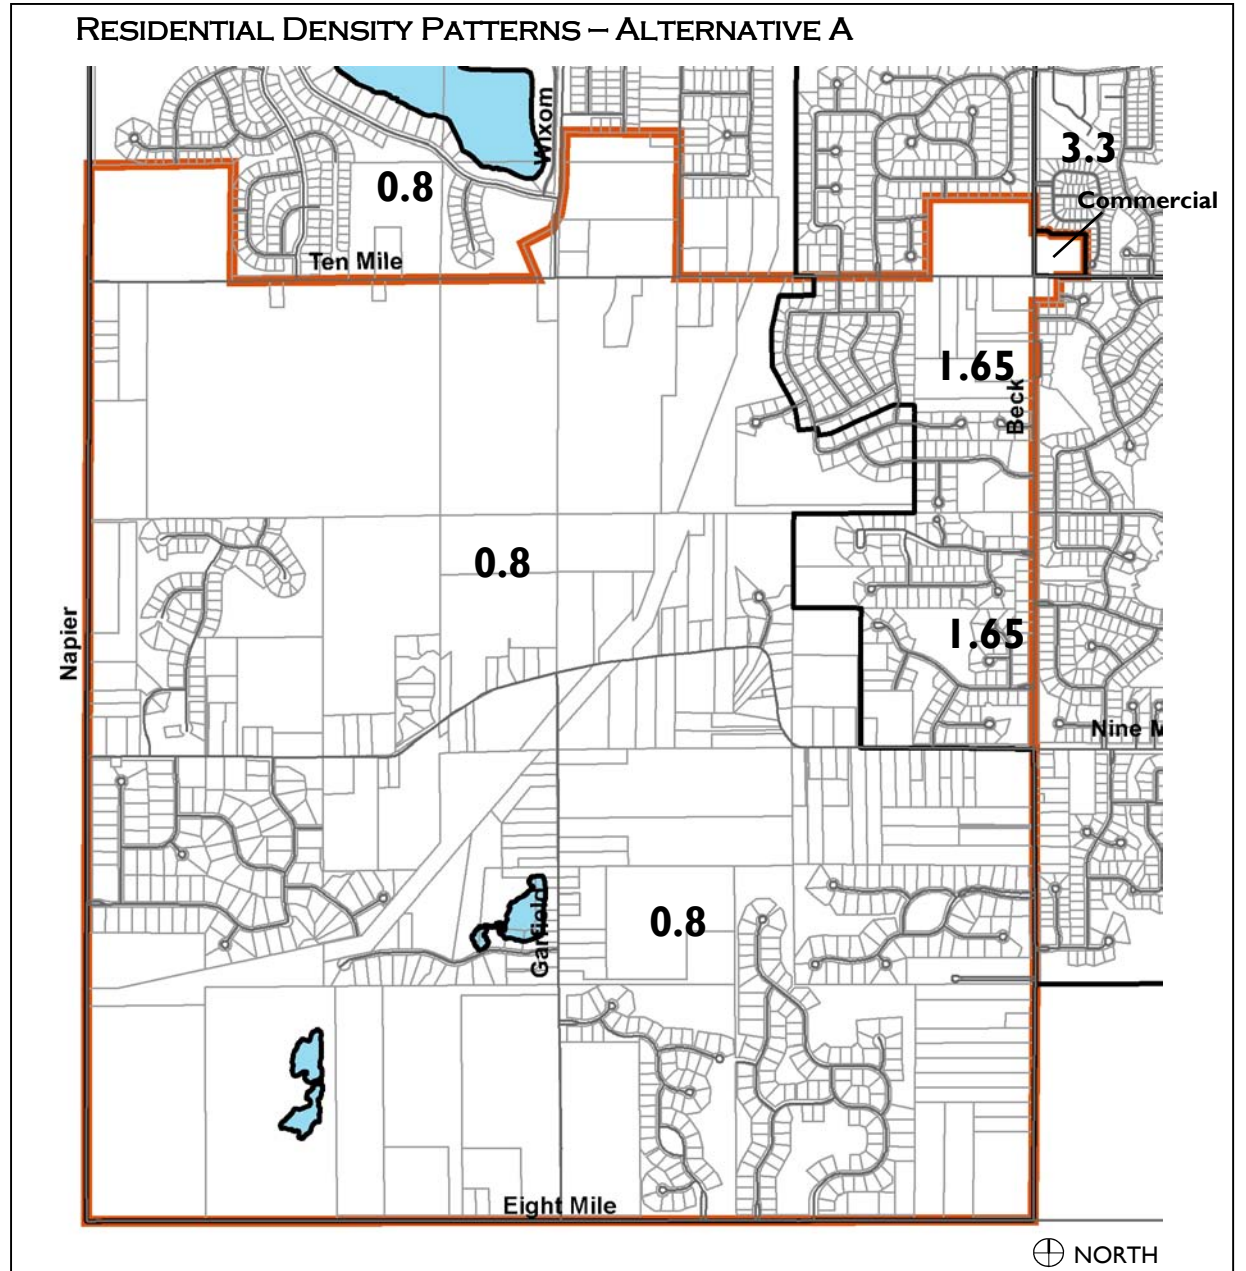 RESIDENTIAL DENSITY PATTERNS – ALTERNATIVE A
Wixom
3.3
0.8
Commercial
Ten Mile
1.65
Beck
0.8
Napier
1.65
Nine M
0.8
Garfield
Eight Mile
NORTH